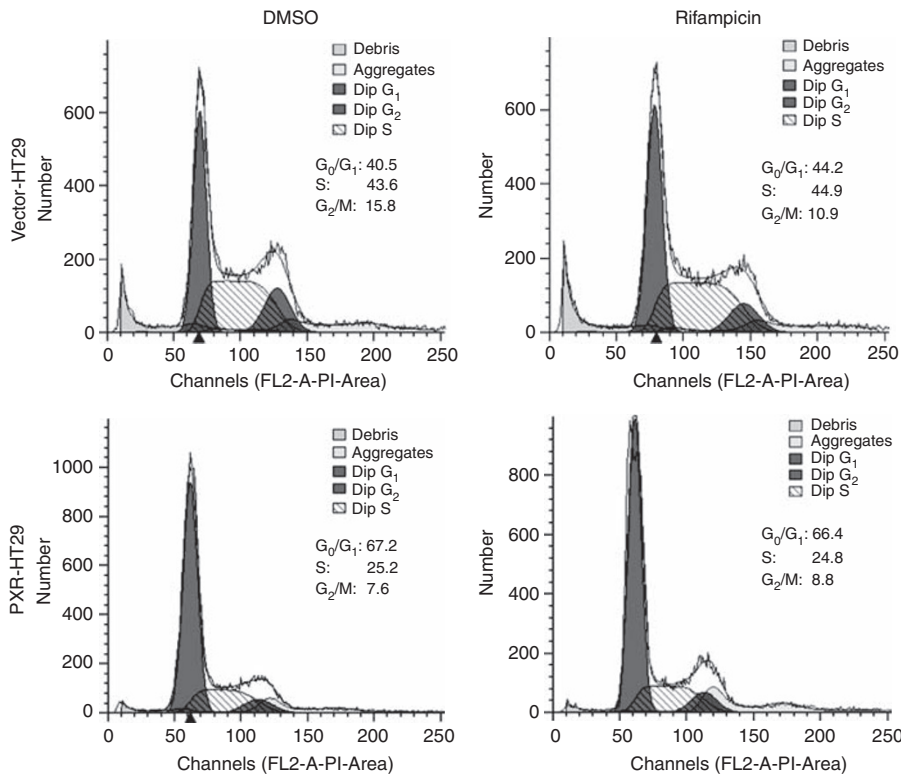 DMSO
Rifampicin
Vector-HT29
Number
600
400
200
0
0 50 100 150 200 250
Channels (FL2-A-PI-Area)
Debris
Aggregates
Dip G₁
Dip G₂
Dip S
G₀/G₁: 40.5
S: 43.6
G₂/M: 15.8
Number
600
400
200
0
0 50 100 150 200 250
Channels (FL2-A-PI-Area)
Debris
Aggregates
Dip G₁
Dip G₂
Dip S
G₀/G₁: 44.2
S: 44.9
G₂/M: 10.9
PXR-HT29
Number
1000
800
600
400
200
0
0 50 100 150 200 250
Channels (FL2-A-PI-Area)
Debris
Aggregates
Dip G₁
Dip G₂
Dip S
G₀/G₁: 67.2
S: 25.2
G₂/M: 7.6
Number
800
600
400
200
0
0 50 100 150 200 250
Channels (FL2-A-PI-Area)
Debris
Aggregates
Dip G₁
Dip G₂
Dip S
G₀/G₁: 66.4
S: 24.8
G₂/M: 8.8